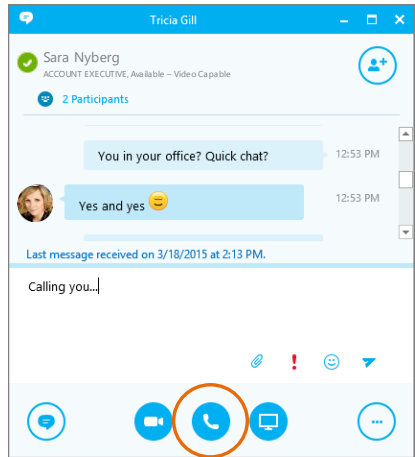 Tricia Gill
Sara Nyberg
ACCOUNT EXECUTIVE, Available – Video Capable
2 Participants
You in your office? Quick chat?
12:53 PM
Yes and yes
12:53 PM
Last message received on 3/18/2015 at 2:13 PM.
Calling you...